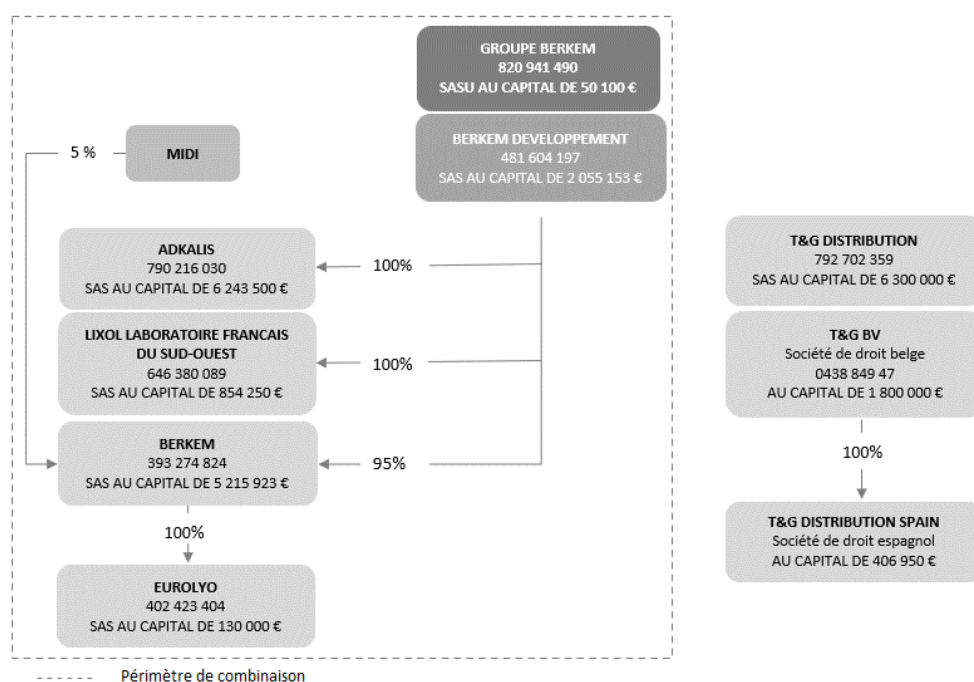 GROUPE BERKEM
820 941 490
SASU AU CAPITAL DE 50 100 €
BERKEM DEVELOPPEMENT
481 604 197
SAS AU CAPITAL DE 2 055 153 €
5 %
MIDI
ADKALIS
790 216 030
SAS AU CAPITAL DE 6 243 500 €
100%
LIXOL LABORATOIRE FRANCAIS
DU SUD-OUEST
646 380 089
SAS AU CAPITAL DE 854 250 €
100%
BERKEM
393 274 824
SAS AU CAPITAL DE 5 215 923 €
95%
100%
EUROLYO
402 423 404
SAS AU CAPITAL DE 130 000 €
T&G DISTRIBUTION
792 702 359
SAS AU CAPITAL DE 6 300 000 €
T&G BV
Société de droit belge
0438 849 47
AU CAPITAL DE 1 800 000 €
100%
T&G DISTRIBUTION SPAIN
Société de droit espagnol
AU CAPITAL DE 406 950 €
Périmètre de combinaison